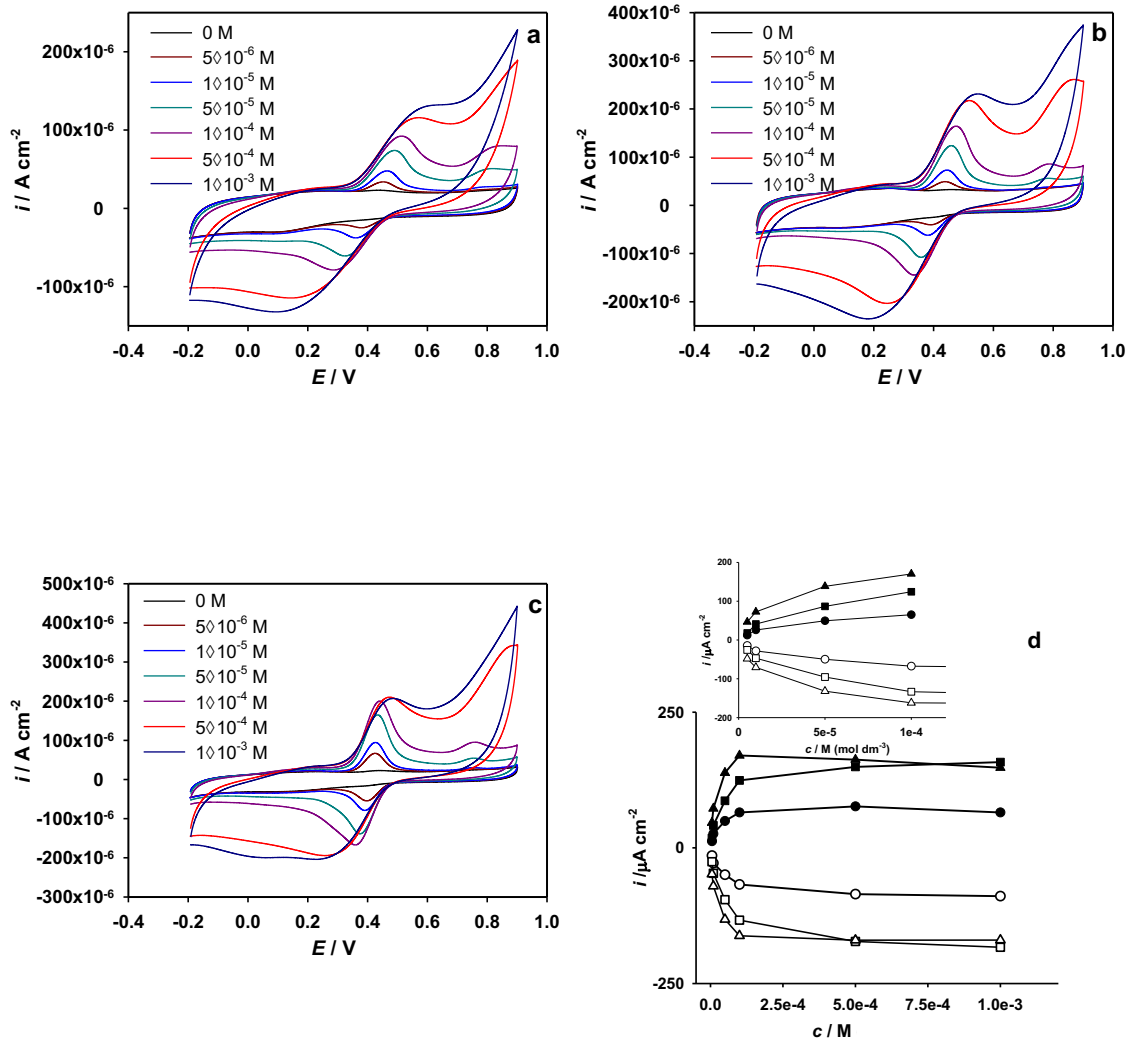 a
i / A cm-2
200x10-6
100x10-6
0
-100x10-6
0 M
5◊10-6 M
1◊10-5 M
5◊10-5 M
1◊10-4 M
5◊10-4 M
1◊10-3 M
-0.4 -0.2 0.0 0.2 0.4 0.6 0.8 1.0
E / V
b
i / A cm-2
400x10-6
200x10-6
0
-200x10-6
0 M
5◊10-6 M
1◊10-5 M
5◊10-5 M
1◊10-4 M
5◊10-4 M
1◊10-3 M
-0.4 -0.2 0.0 0.2 0.4 0.6 0.8 1.0
E / V
c
i / A cm-2
500x10-6
400x10-6
300x10-6
200x10-6
100x10-6
0
-100x10-6
-200x10-6
-300x10-6
0 M
5◊10-6 M
1◊10-5 M
5◊10-5 M
1◊10-4 M
5◊10-4 M
1◊10-3 M
-0.4 -0.2 0.0 0.2 0.4 0.6 0.8 1.0
E / V
d
i /µA cm-2
200
100
0
-100
-200
0 5e-5 1e-4
c / M (mol dm-3)
i /µA cm-2
250
0
-250
0.0 2.5e-4 5.0e-4 7.5e-4 1.0e-3
c / M